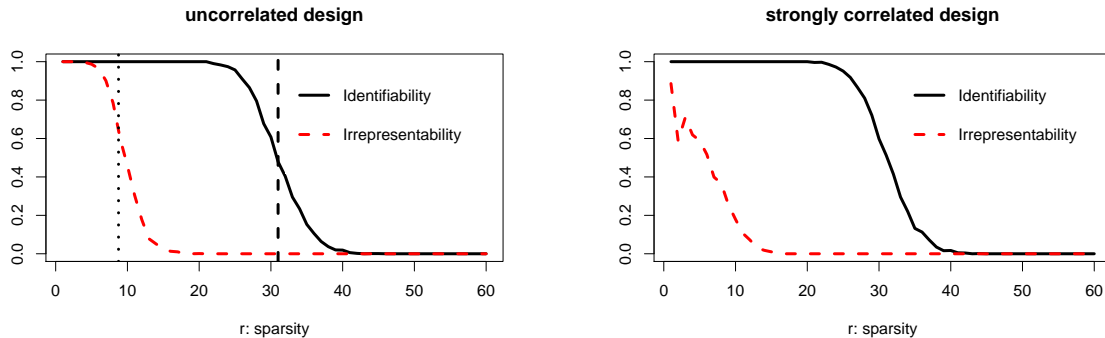 uncorrelated design
1.0
0.8
0.6
0.4
0.2
0.0
Identifiability
Irrepresentability
0 10 20 30 40 50 60
r: sparsity
strongly correlated design
1.0
0.8
0.6
0.4
0.2
0.0
Identifiability
Irrepresentability
0 10 20 30 40 50 60
r: sparsity